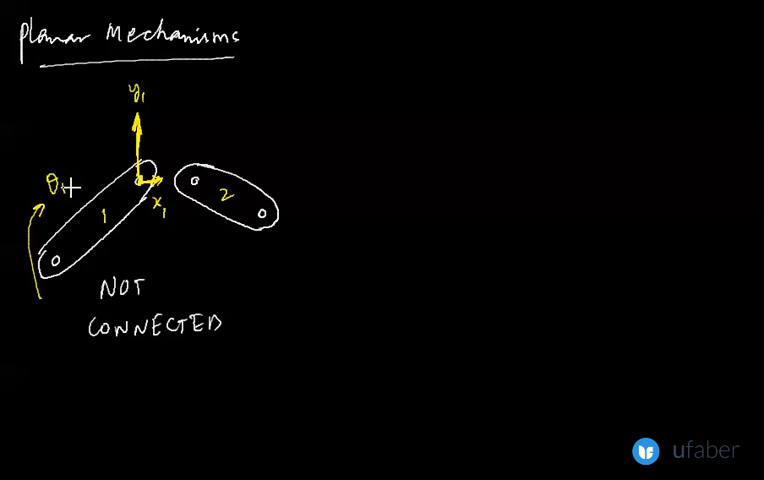 Planar Mechanisms
y₁
θ₁
x₁
1
2
NOT
CONNECTED
ufaber